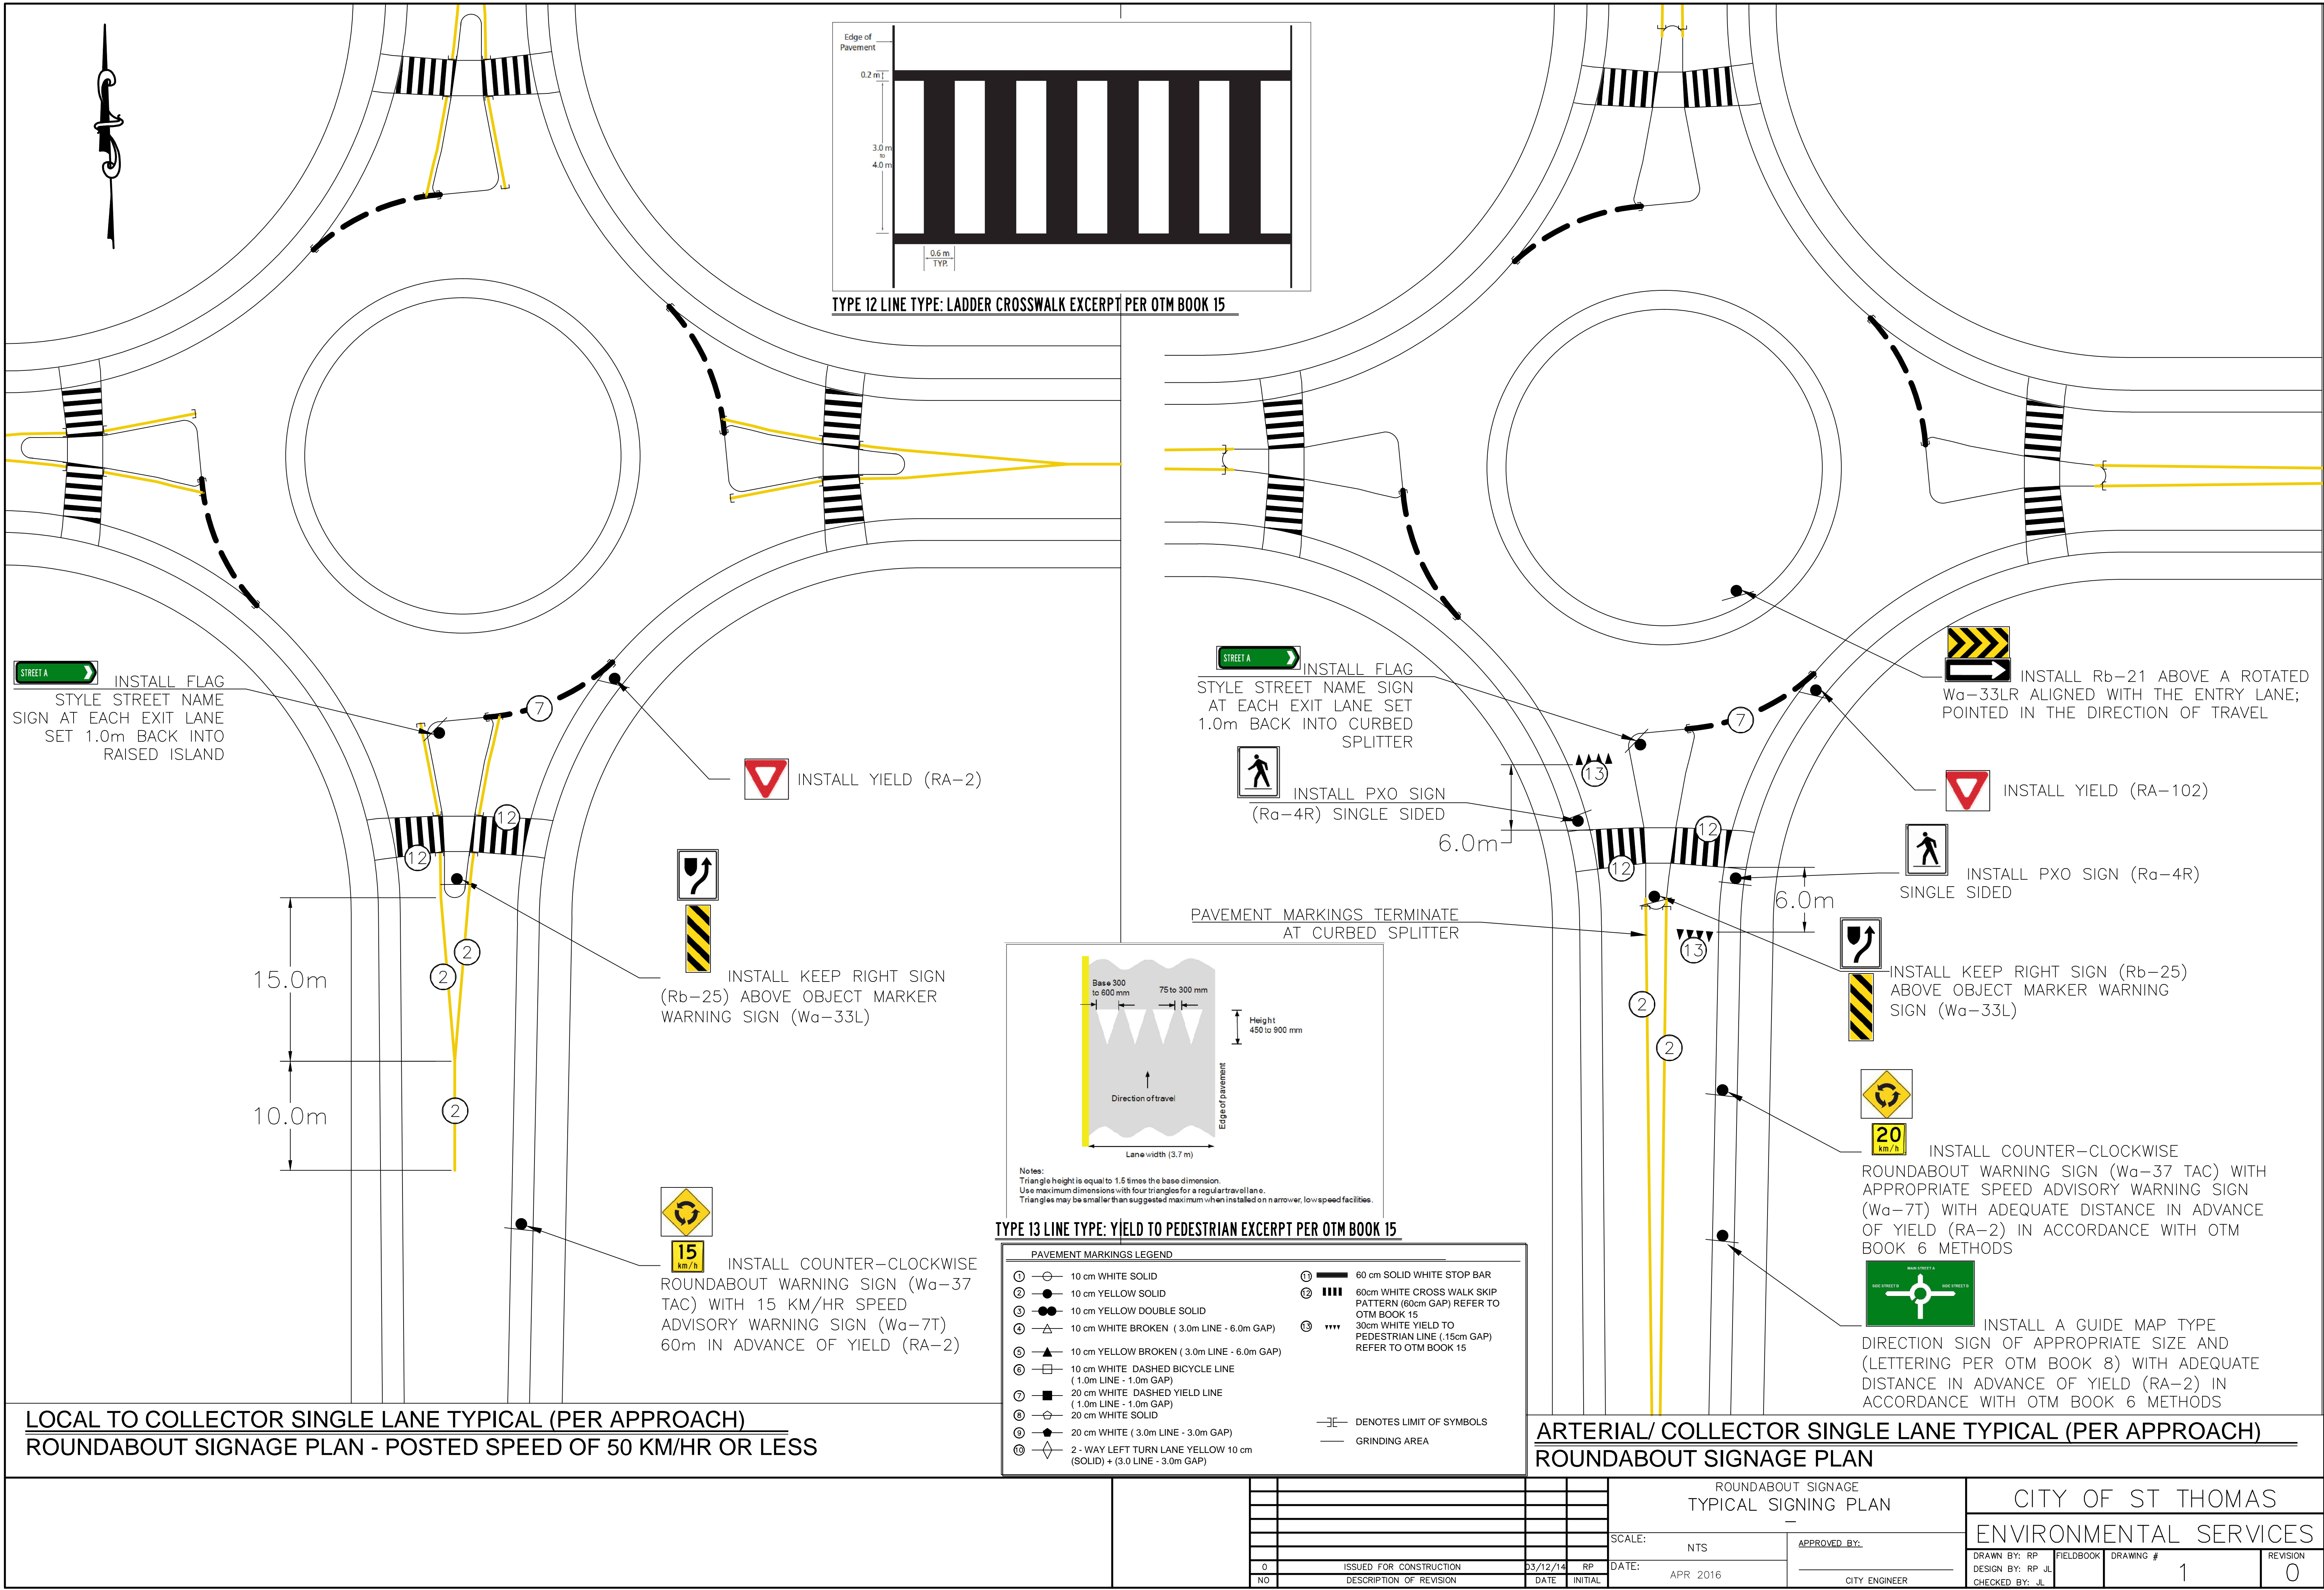 Edge of
Pavement
0.2 m
3.0 m
to
4.0 m
0.6 m
TYP.
TYPE 12 LINE TYPE: LADDER CROSSWALK EXCERPT PER OTM BOOK 15
STREET A
INSTALL FLAG
STYLE STREET NAME
SIGN AT EACH EXIT LANE
SET 1.0m BACK INTO
RAISED ISLAND
7
INSTALL YIELD (RA-2)
12
12
INSTALL KEEP RIGHT SIGN
(Rb-25) ABOVE OBJECT MARKER
WARNING SIGN (Wa-33L)
2
2
15.0m
10.0m
2
15
km/h
INSTALL COUNTER-CLOCKWISE
ROUNDABOUT WARNING SIGN (Wa-37
TAC) WITH 15 KM/HR SPEED
ADVISORY WARNING SIGN (Wa-7T)
60m IN ADVANCE OF YIELD (RA-2)
LOCAL TO COLLECTOR SINGLE LANE TYPICAL (PER APPROACH)
ROUNDABOUT SIGNAGE PLAN - POSTED SPEED OF 50 KM/HR OR LESS
STREET A
INSTALL FLAG
STYLE STREET NAME SIGN
AT EACH EXIT LANE SET
1.0m BACK INTO CURBED
SPLITTER
INSTALL PXO SIGN
(Ra-4R) SINGLE SIDED
6.0m
13
7
12
12
PAVEMENT MARKINGS TERMINATE
AT CURBED SPLITTER
INSTALL Rb-21 ABOVE A ROTATED
Wa-33LR ALIGNED WITH THE ENTRY LANE;
POINTED IN THE DIRECTION OF TRAVEL
INSTALL YIELD (RA-102)
INSTALL PXO SIGN (Ra-4R)
SINGLE SIDED
6.0m
13
INSTALL KEEP RIGHT SIGN (Rb-25)
ABOVE OBJECT MARKER WARNING
SIGN (Wa-33L)
2
2
20
km/h
INSTALL COUNTER-CLOCKWISE
ROUNDABOUT WARNING SIGN (Wa-37 TAC) WITH
APPROPRIATE SPEED ADVISORY WARNING SIGN
(Wa-7T) WITH ADEQUATE DISTANCE IN ADVANCE
OF YIELD (RA-2) IN ACCORDANCE WITH OTM
BOOK 6 METHODS
MAIN STREET A
SIDE STREET B
SIDE STREET B
INSTALL A GUIDE MAP TYPE
DIRECTION SIGN OF APPROPRIATE SIZE AND
(LETTERING PER OTM BOOK 8) WITH ADEQUATE
DISTANCE IN ADVANCE OF YIELD (RA-2) IN
ACCORDANCE WITH OTM BOOK 6 METHODS
ARTERIAL/ COLLECTOR SINGLE LANE TYPICAL (PER APPROACH)
ROUNDABOUT SIGNAGE PLAN
Base 300
to 600 mm
75 to 300 mm
Height
450 to 900 mm
Direction of travel
Edge of pavement
Lane width (3.7 m)
Notes:
Triangle height is equal to 1.5 times the base dimension.
Use maximum dimensions with four triangles for a regular travel lane.
Triangles may be smaller than suggested maximum when installed on narrower, low speed facilities.
TYPE 13 LINE TYPE: YIELD TO PEDESTRIAN EXCERPT PER OTM BOOK 15
PAVEMENT MARKINGS LEGEND
1 10 cm WHITE SOLID
2 10 cm YELLOW SOLID
3 10 cm YELLOW DOUBLE SOLID
4 10 cm WHITE BROKEN ( 3.0m LINE - 6.0m GAP)
5 10 cm YELLOW BROKEN ( 3.0m LINE - 6.0m GAP)
6 10 cm WHITE DASHED BICYCLE LINE
( 1.0m LINE - 1.0m GAP)
7 20 cm WHITE DASHED YIELD LINE
( 1.0m LINE - 1.0m GAP)
8 20 cm WHITE SOLID
9 20 cm WHITE ( 3.0m LINE - 3.0m GAP)
10 2 - WAY LEFT TURN LANE YELLOW 10 cm
(SOLID) + (3.0 LINE - 3.0m GAP)
11 60 cm SOLID WHITE STOP BAR
12 60cm WHITE CROSS WALK SKIP
PATTERN (60cm GAP) REFER TO
OTM BOOK 15
13 30cm WHITE YIELD TO
PEDESTRIAN LINE (.15cm GAP)
REFER TO OTM BOOK 15
DENOTES LIMIT OF SYMBOLS
GRINDING AREA
0 ISSUED FOR CONSTRUCTION 03/12/14 RP
NO DESCRIPTION OF REVISION DATE INITIAL
ROUNDABOUT SIGNAGE
TYPICAL SIGNING PLAN
—
SCALE:
NTS
DATE:
APR 2016
APPROVED BY:
CITY ENGINEER
CITY OF ST THOMAS
ENVIRONMENTAL SERVICES
DRAWN BY: RP
DESIGN BY: RP JL
CHECKED BY: JL
FIELDBOOK
DRAWING #
1
REVISION
0